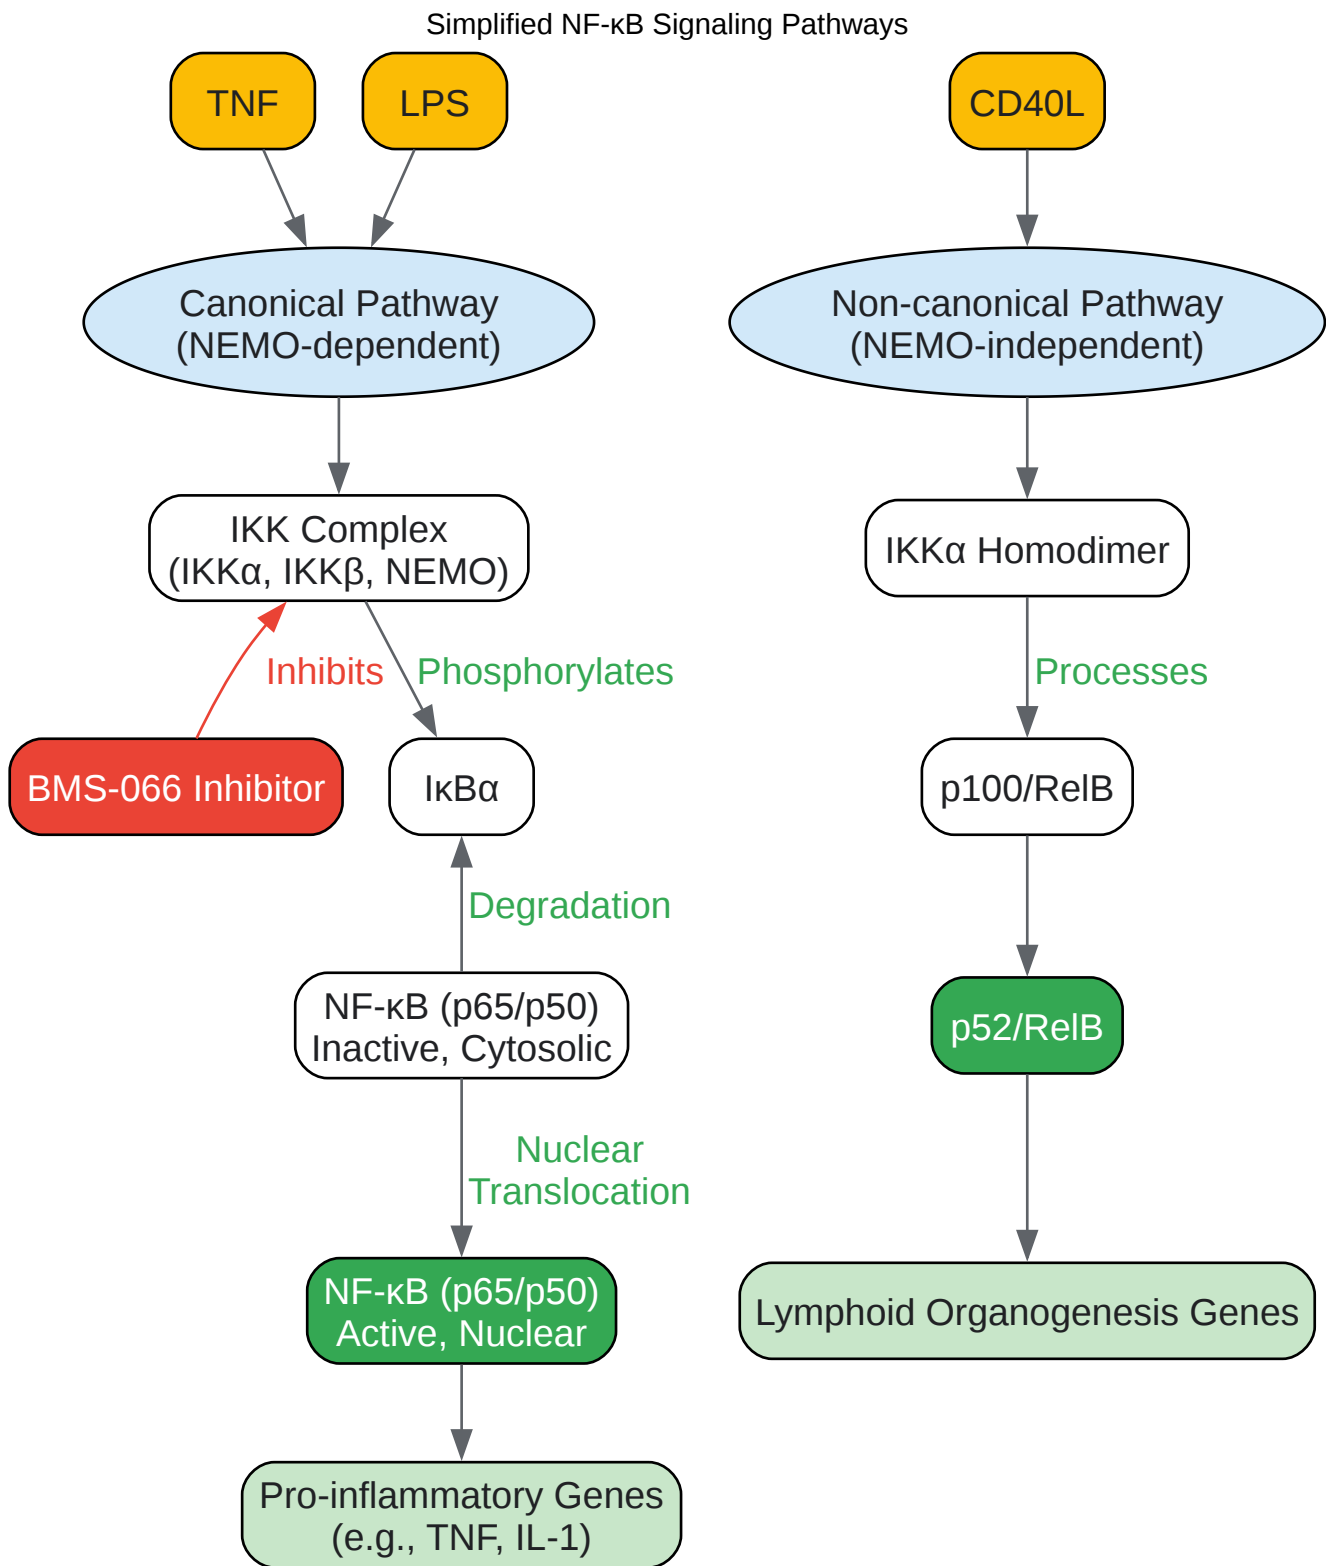 Simplified NF-κB Signaling Pathways
TNF
LPS
CD40L
Canonical Pathway
(NEMO-dependent)
Non-canonical Pathway
(NEMO-independent)
IKK Complex
(IKKα, IKKβ, NEMO)
IKKα Homodimer
Inhibits
Phosphorylates
Processes
BMS-066 Inhibitor
IκBα
p100/RelB
Degradation
NF-κB (p65/p50)
Inactive, Cytosolic
p52/RelB
Nuclear
Translocation
NF-κB (p65/p50)
Active, Nuclear
Lymphoid Organogenesis Genes
Pro-inflammatory Genes
(e.g., TNF, IL-1)